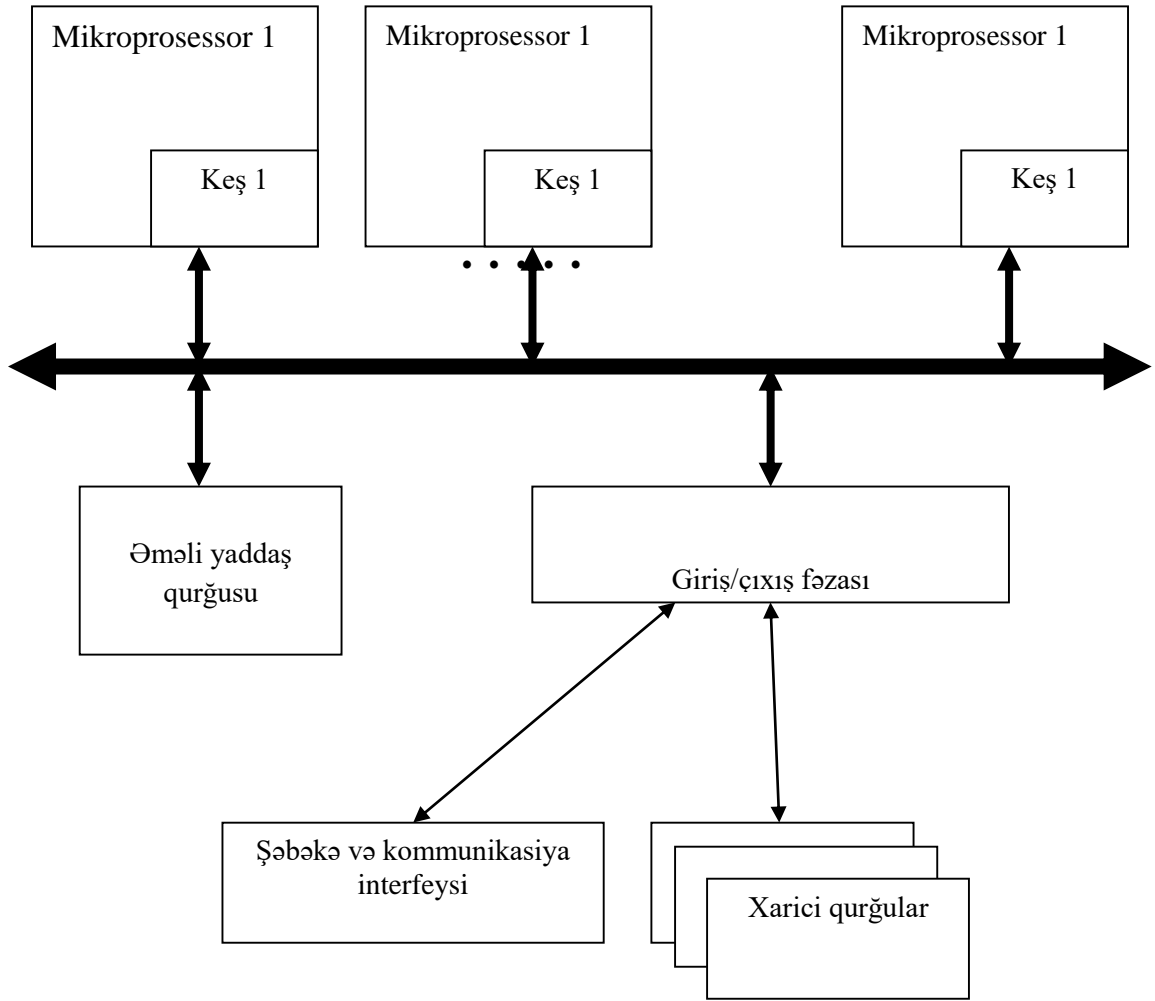 Mikroprosessor 1
Mikroprosessor 1
Mikroprosessor 1
Keş 1
Keş 1
Keş 1
. . . . .
Əməli yaddaş
qurğusu
Giriş/çıxış fəzası
Şəbəkə və kommunikasiya
interfeysi
Xarici qurğular